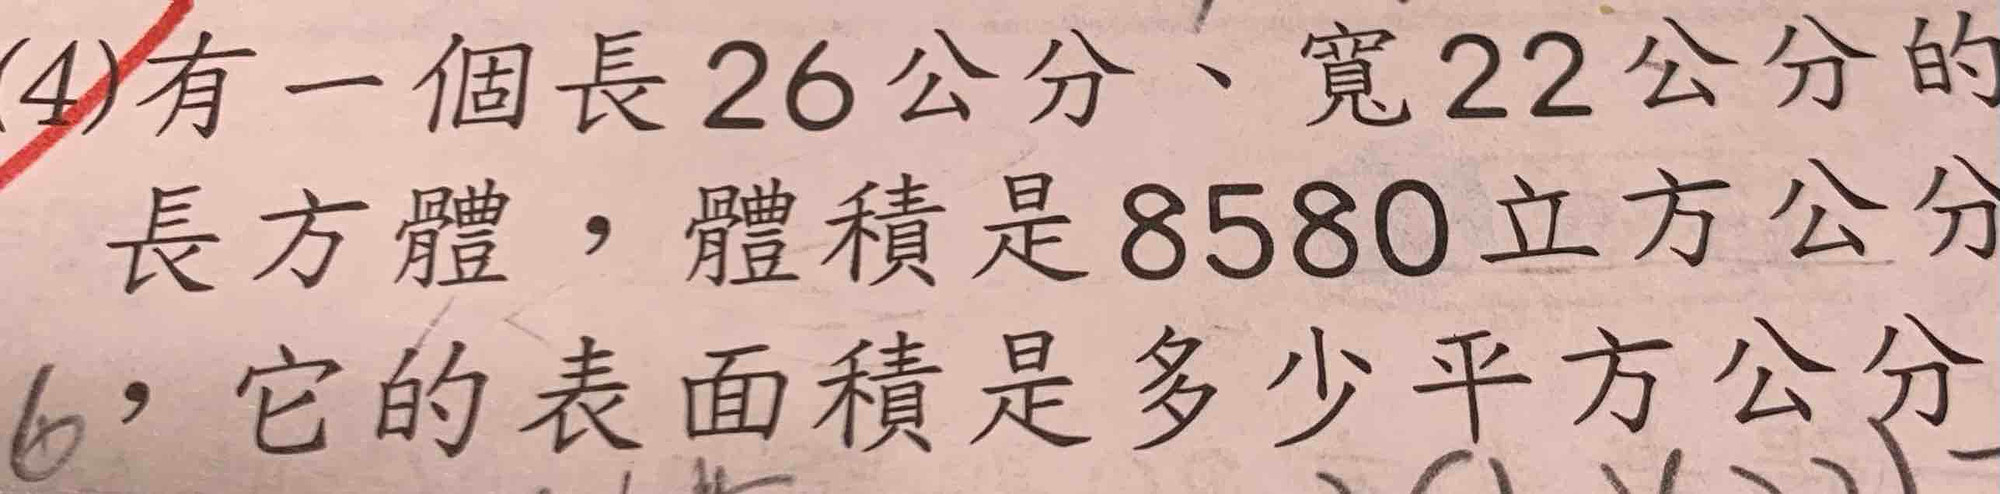 (4)有一個長26公分、寬22公分的
長方體，體積是8580立方公分
，它的表面積是多少平方公分